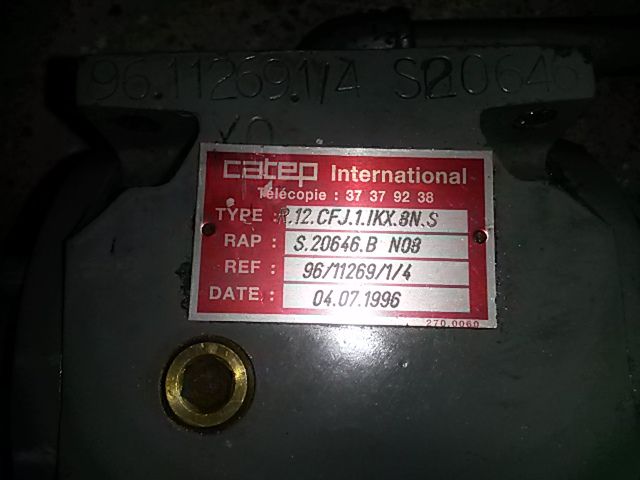 96.11269.1/4 S20646
XO
catep International
Télécopie : 37 37 92 38
TYPE : R.12.CFJ.1.IKX.8N.S
RAP : S.20646.B N08
REF : 96/11269/1/4
DATE : 04.07.1996
270.0060